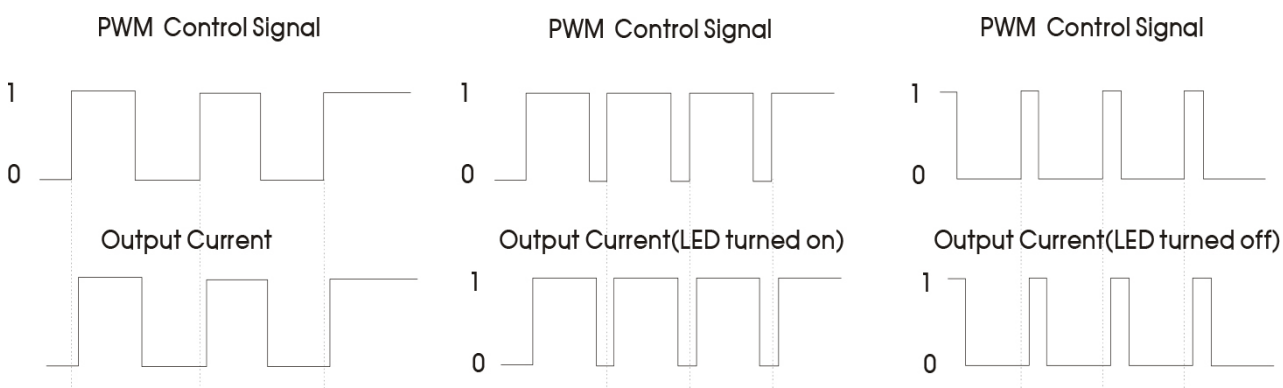 PWM Control Signal
1
0
Output Current
PWM Control Signal
1
0
Output Current(LED turned on)
1
0
PWM Control Signal
1
0
Output Current(LED turned off)
1
0